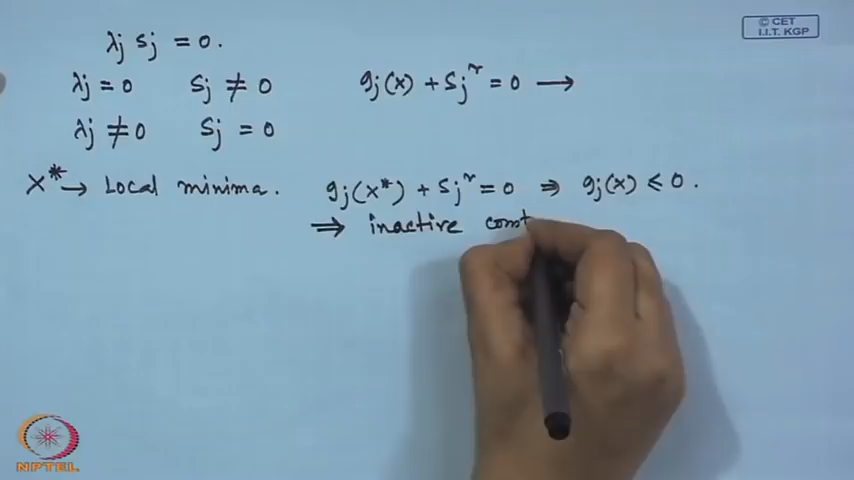 © CET
I.I.T. KGP
λj sj = 0.
λj = 0 sj ≠ 0 gj(x) + sj² = 0 →
λj ≠ 0 sj = 0
X* → Local minima. gj(x*) + sj² = 0 ⇒ gj(x) ≤ 0.
⇒ inactive const
NPTEL